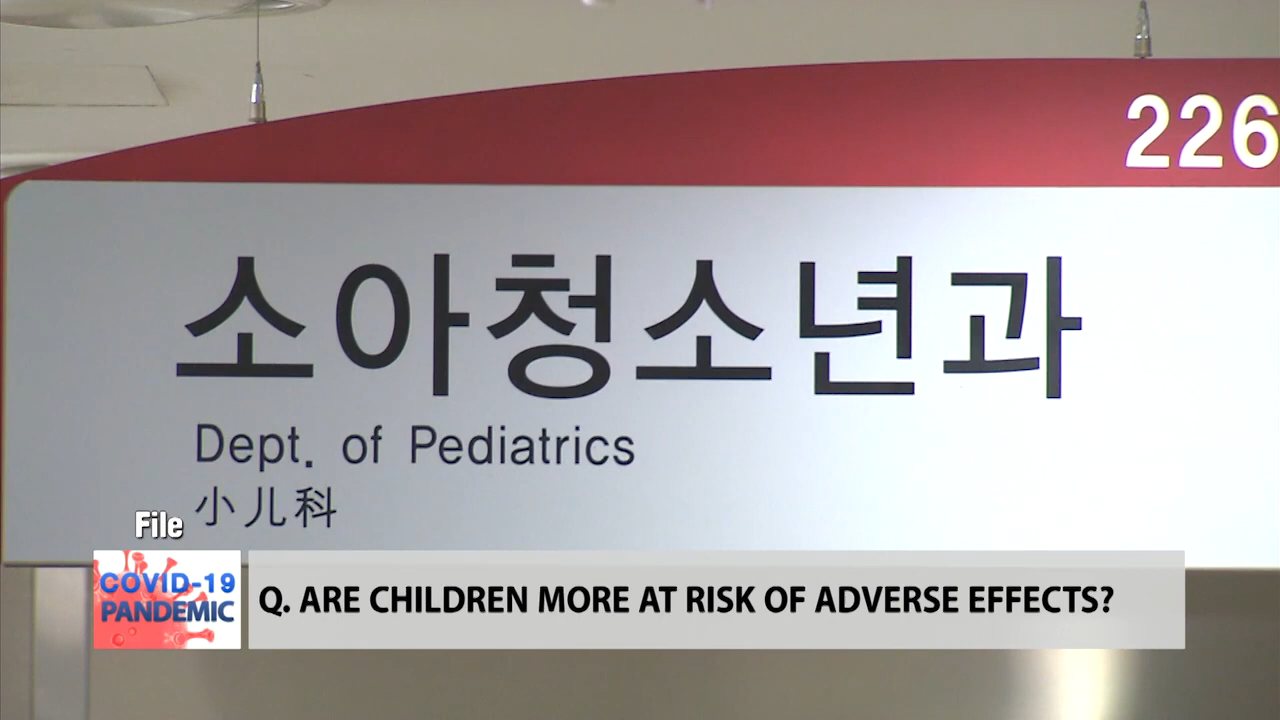 226
소아청소년과
Dept. of Pediatrics
小儿科
File
COVID-19
PANDEMIC
Q. ARE CHILDREN MORE AT RISK OF ADVERSE EFFECTS?